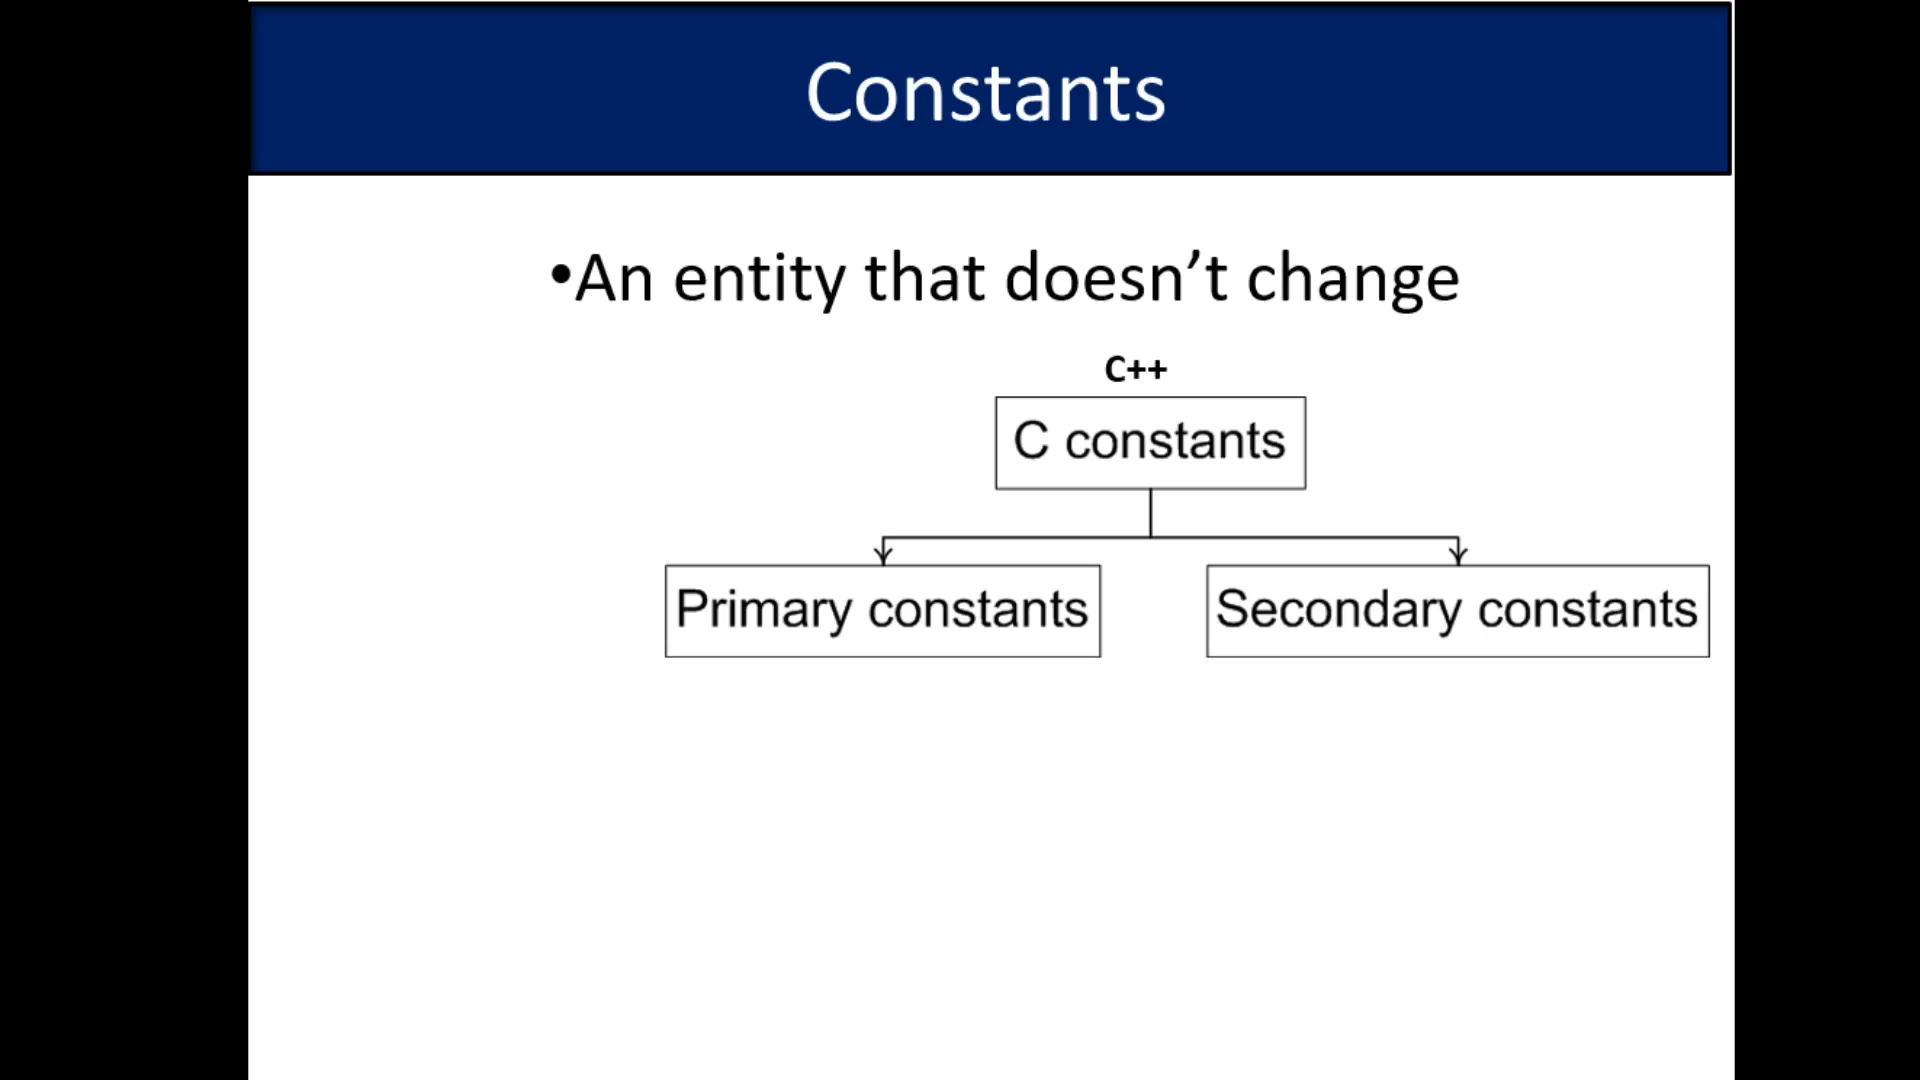 Constants
•An entity that doesn’t change
C++
C constants
Primary constants
Secondary constants